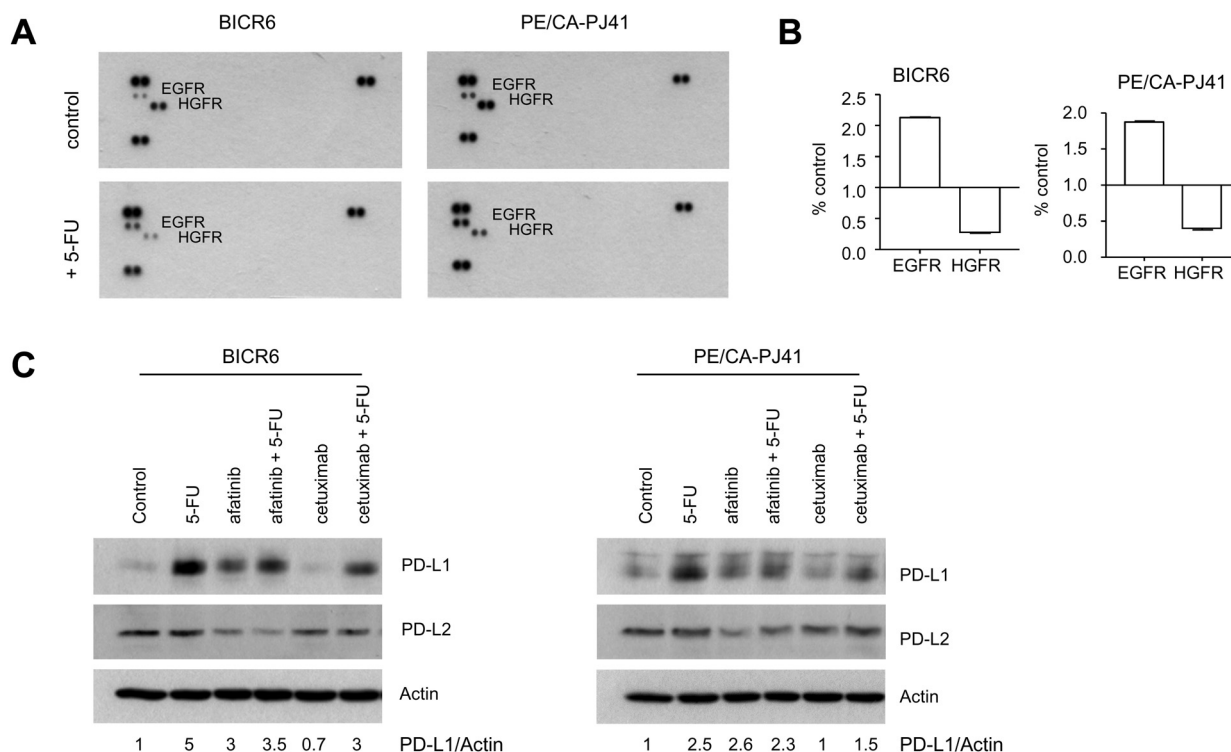 A
BICR6
PE/CA-PJ41
control
EGFR
HGFR
EGFR
HGFR
+ 5-FU
EGFR
HGFR
EGFR
HGFR
B
BICR6
% control
2.5
2.0
1.5
1.0
0.5
0.0
EGFR HGFR
PE/CA-PJ41
% control
2.0
1.5
1.0
0.5
0.0
EGFR HGFR
C
BICR6
Control
5-FU
afatinib
afatinib + 5-FU
cetuximab
cetuximab + 5-FU
PD-L1
PD-L2
Actin
1 5 3 3.5 0.7 3 PD-L1/Actin
PE/CA-PJ41
Control
5-FU
afatinib
afatinib + 5-FU
cetuximab
cetuximab + 5-FU
PD-L1
PD-L2
Actin
1 2.5 2.6 2.3 1 1.5 PD-L1/Actin